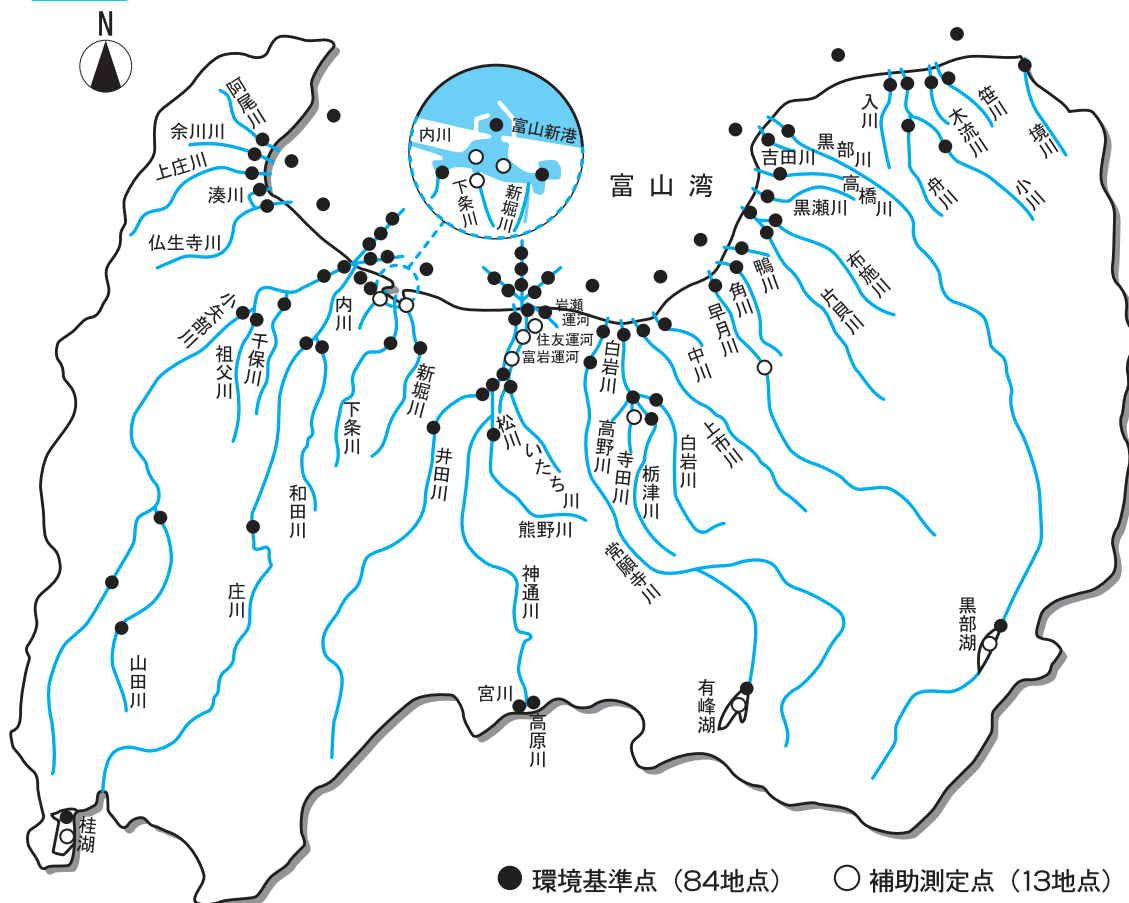 N
阿尾川
余川川
上庄川
湊川
仏生寺川
内川
富山新港
下条川
新堀川
富山湾
入川
木流川
笹川
境川
舟川
小川
吉田川
黒部川
高橋川
黒瀬川
布施川
片貝川
鴨川
角川
早月川
中川
上市川
白岩川
岩瀬運河
住友運河
富岩運河
小矢部川
祖父川
千保川
内川
新堀川
下条川
和田川
井田川
松川
いたち川
熊野川
高野川
寺田川
栃津川
白岩川
常願寺川
神通川
庄川
山田川
宮川
高原川
有峰湖
黒部湖
桂湖
環境基準点（84地点）
補助測定点（13地点）